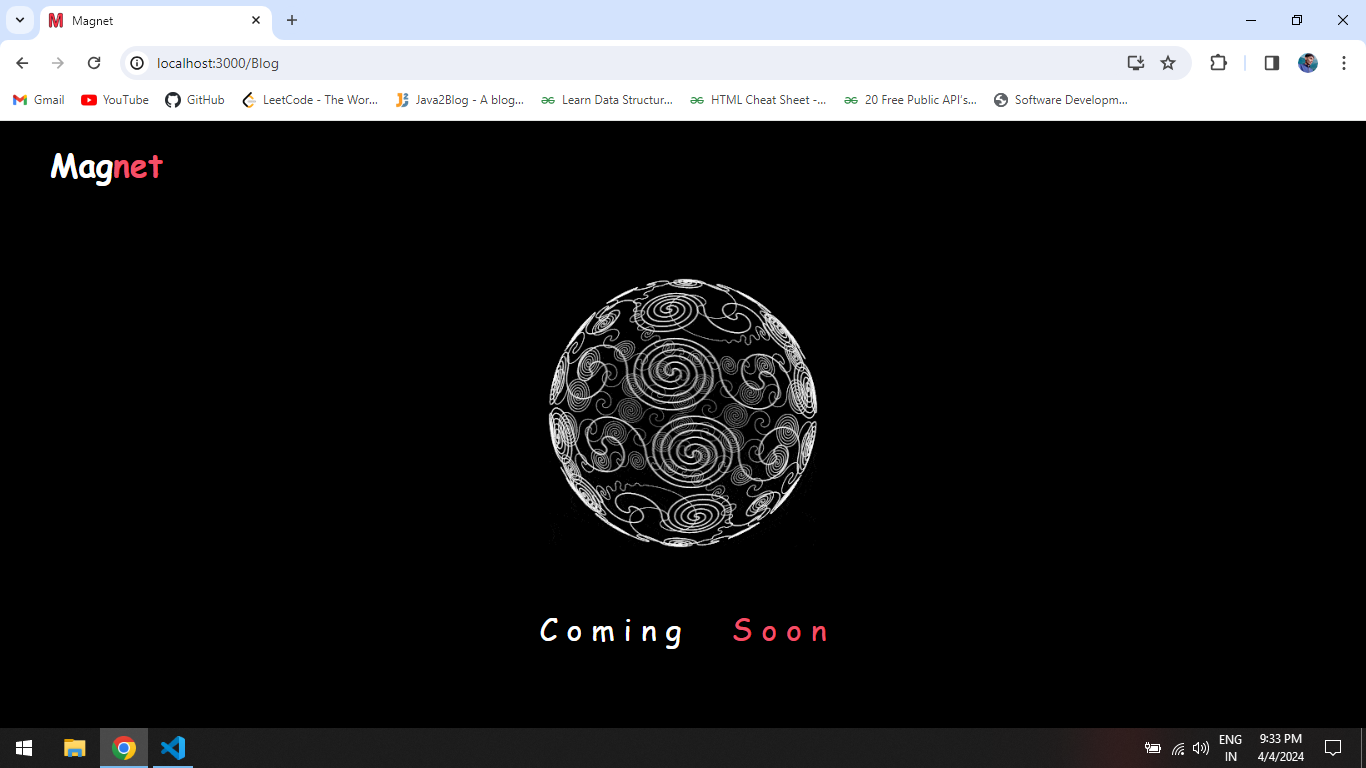 Magnet
localhost:3000/Blog
Gmail YouTube GitHub LeetCode - The Wor... Java2Blog - A blog... Learn Data Structur... HTML Cheat Sheet -... 20 Free Public API's... Software Developm...
Magnet
Coming Soon
ENG 9:33 PM
IN 4/4/2024